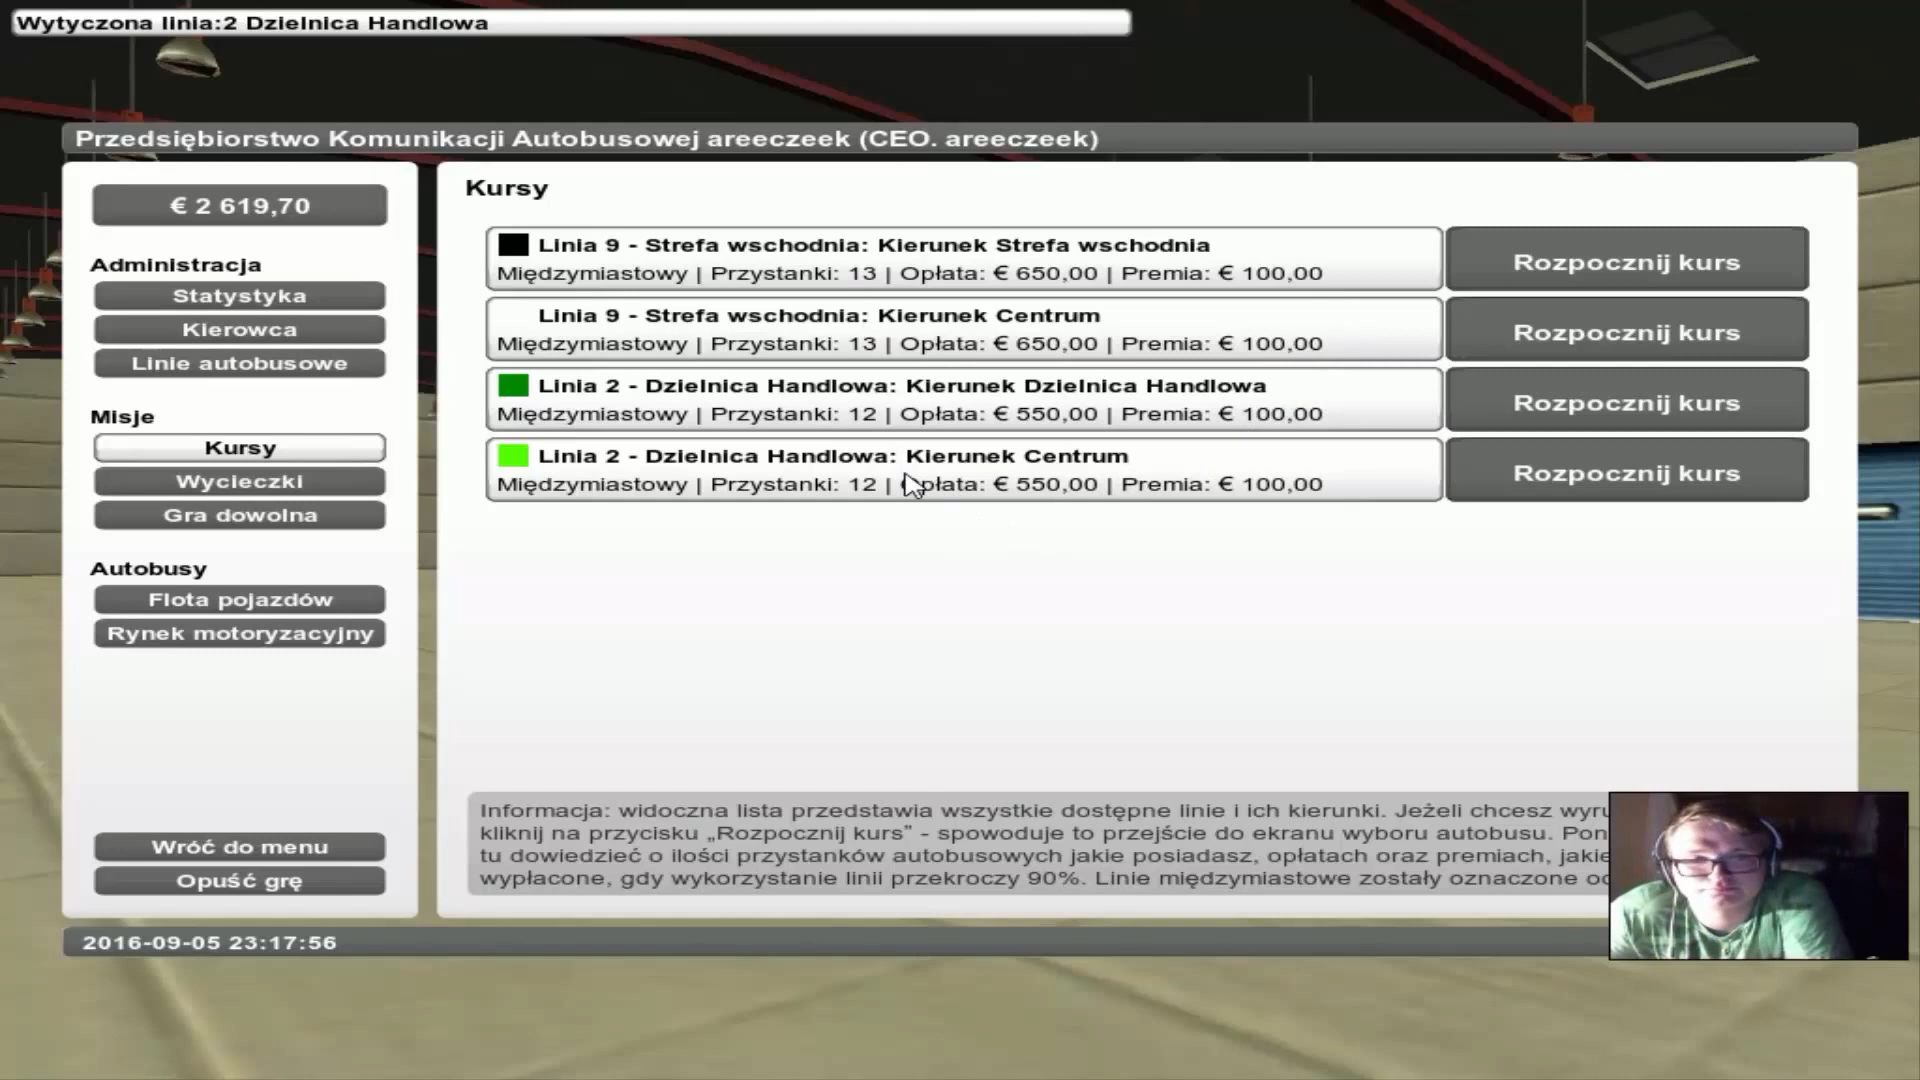 Wytyczona linia:2 Dzielnica Handlowa
Przedsiębiorstwo Komunikacji Autobusowej areeczeek (CEO. areeczeek)
€ 2 619,70
Administracja
Statystyka
Kierowca
Linie autobusowe
Misje
Kursy
Wycieczki
Gra dowolna
Autobusy
Flota pojazdów
Rynek motoryzacyjny
Wróć do menu
Opuść grę
Kursy
Linia 9 - Strefa wschodnia: Kierunek Strefa wschodnia
Międzymiastowy | Przystanki: 13 | Opłata: € 650,00 | Premia: € 100,00
Rozpocznij kurs
Linia 9 - Strefa wschodnia: Kierunek Centrum
Międzymiastowy | Przystanki: 13 | Opłata: € 650,00 | Premia: € 100,00
Rozpocznij kurs
Linia 2 - Dzielnica Handlowa: Kierunek Dzielnica Handlowa
Międzymiastowy | Przystanki: 12 | Opłata: € 550,00 | Premia: € 100,00
Rozpocznij kurs
Linia 2 - Dzielnica Handlowa: Kierunek Centrum
Międzymiastowy | Przystanki: 12 | Opłata: € 550,00 | Premia: € 100,00
Rozpocznij kurs
Informacja: widoczna lista przedstawia wszystkie dostępne linie i ich kierunki. Jeżeli chcesz
kliknij na przycisku „Rozpocznij kurs” - spowoduje to przejście do ekranu wyboru autobusu.
tu dowiedzieć o ilości przystanków autobusowych jakie posiadasz, opłatach oraz premiach, jakie
wypłacone, gdy wykorzystanie linii przekroczy 90%. Linie międzymiastowe zostały oznaczone
2016-09-05 23:17:56